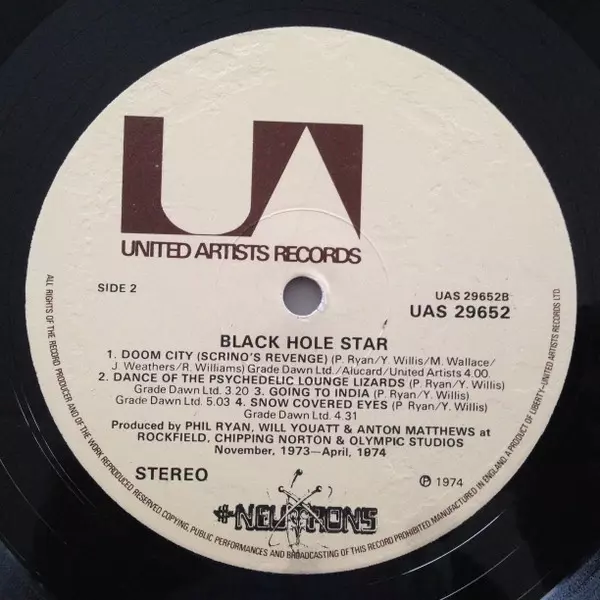 UA
UNITED ARTISTS RECORDS
SIDE 2
UAS 29652B
UAS 29652
BLACK HOLE STAR
1. DOOM CITY (SCRINO'S REVENGE) (P. Ryan/Y. Willis/M. Wallace/
J. Weathers/R. Williams) Grade Dawn Ltd./Alucard/United Artists 4.00
2. DANCE OF THE PSYCHEDELIC LOUNGE LIZARDS (P. Ryan/Y. Willis)
Grade Dawn Ltd. 3 20 3. GOING TO INDIA (P. Ryan/Y. Willis)
Grade Dawn Ltd. 5.03 4. SNOW COVERED EYES (P. Ryan/Y. Willis)
Grade Dawn Ltd. 4 31
Produced by PHIL RYAN, WILL YOUATT & ANTON MATTHEWS at
ROCKFIELD, CHIPPING NORTON & OLYMPIC STUDIOS
November, 1973—April, 1974
STEREO
℗ 1974
NEUTRONS
ALL RIGHTS OF THE RECORD PRODUCER AND OF THE OWNER OF THE WORK REPRODUCED RESERVED. COPYING, PUBLIC PERFORMANCES AND BROADCASTING OF THIS RECORD PROHIBITED. MANUFACTURED IN ENGLAND. A PRODUCT OF LIBERTY—UNITED ARTISTS RECORDS LTD.